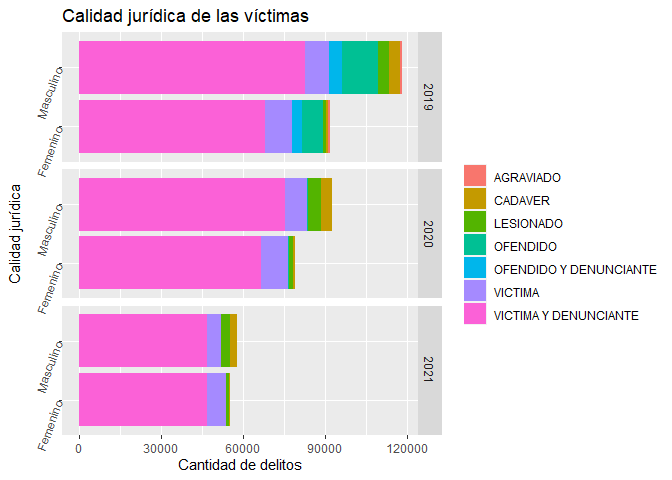 Calidad jurídica de las víctimas
Masculino
Femenino
2019
Masculino
Femenino
2020
Masculino
Femenino
2021
Calidad jurídica
0 30000 60000 90000 120000
Cantidad de delitos
AGRAVIADO
CADAVER
LESIONADO
OFENDIDO
OFENDIDO Y DENUNCIANTE
VICTIMA
VICTIMA Y DENUNCIANTE